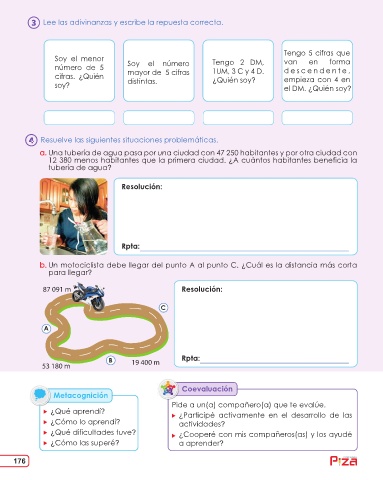 3 Lee las adivinanzas y escribe la repuesta correcta.
Soy el menor
número de 5
cifras. ¿Quién
soy?
Soy el número
mayor de 5 cifras
distintas.
Tengo 2 DM,
1UM, 3 C y 4 D.
¿Quién soy?
Tengo 5 cifras que
van en forma
descendente,
empieza con 4 en
el DM. ¿Quién soy?
4 Resuelve las siguientes situaciones problemáticas.
a. Una tubería de agua pasa por una ciudad con 47 250 habitantes y por otra ciudad con
12 380 menos habitantes que la primera ciudad. ¿A cuántos habitantes beneficia la
tubería de agua?
Resolución:
Rpta:
b. Un motociclista debe llegar del punto A al punto C. ¿Cuál es la distancia más corta
para llegar?
87 091 m
C
A
B
19 400 m
53 180 m
Resolución:
Rpta:
Metacognición
¿Qué aprendí?
¿Cómo lo aprendí?
¿Qué dificultades tuve?
¿Cómo las superé?
Coevaluación
Pide a un(a) compañero(a) que te evalúe.
¿Participé activamente en el desarrollo de las
actividades?
¿Cooperé con mis compañeros(as) y los ayudé
a aprender?
176
Piza